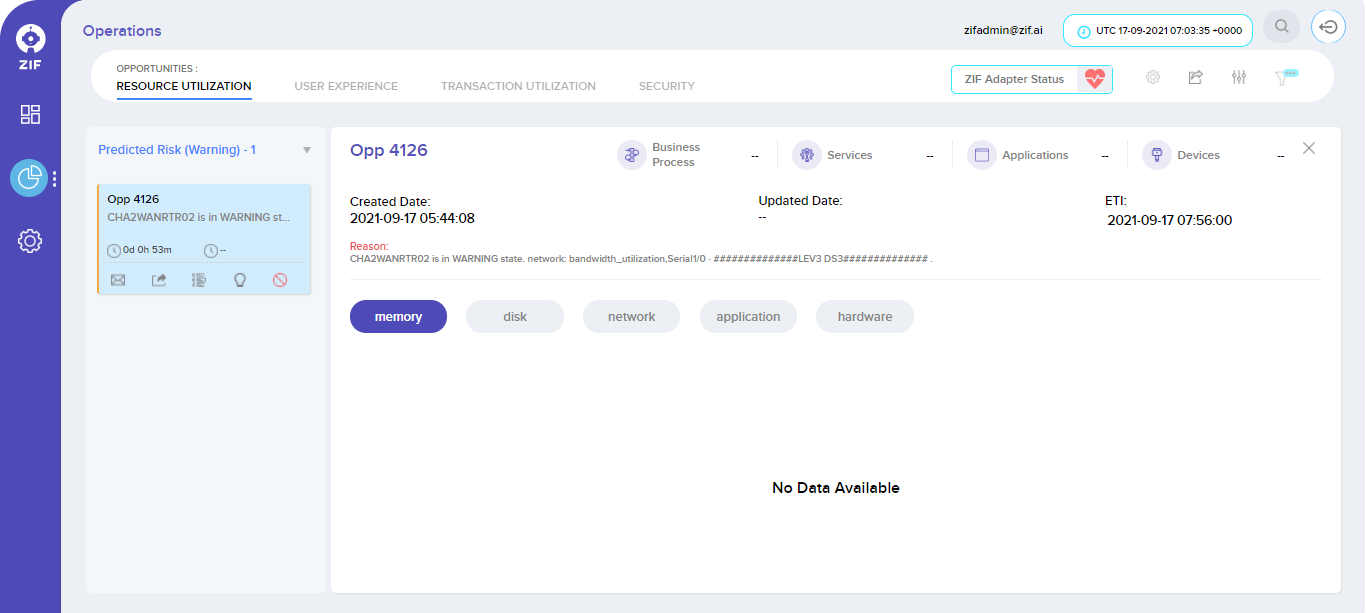 ZIF
Operations
zifadmin@zif.ai
UTC 17-09-2021 07:03:35 +0000
OPPORTUNITIES :
RESOURCE UTILIZATION
USER EXPERIENCE
TRANSACTION UTILIZATION
SECURITY
ZIF Adapter Status
Predicted Risk (Warning) - 1
Opp 4126
CHA2WANRTR02 is in WARNING st...
0d 0h 53m
--
Opp 4126
Business
Process
--
Services
--
Applications
--
Devices
--
Created Date:
2021-09-17 05:44:08
Updated Date:
--
ETI:
2021-09-17 07:56:00
Reason:
CHA2WANRTR02 is in WARNING state. network: bandwidth_utilization,Serial1/0 - ##############LEV3 DS3############## .
memory
disk
network
application
hardware
No Data Available